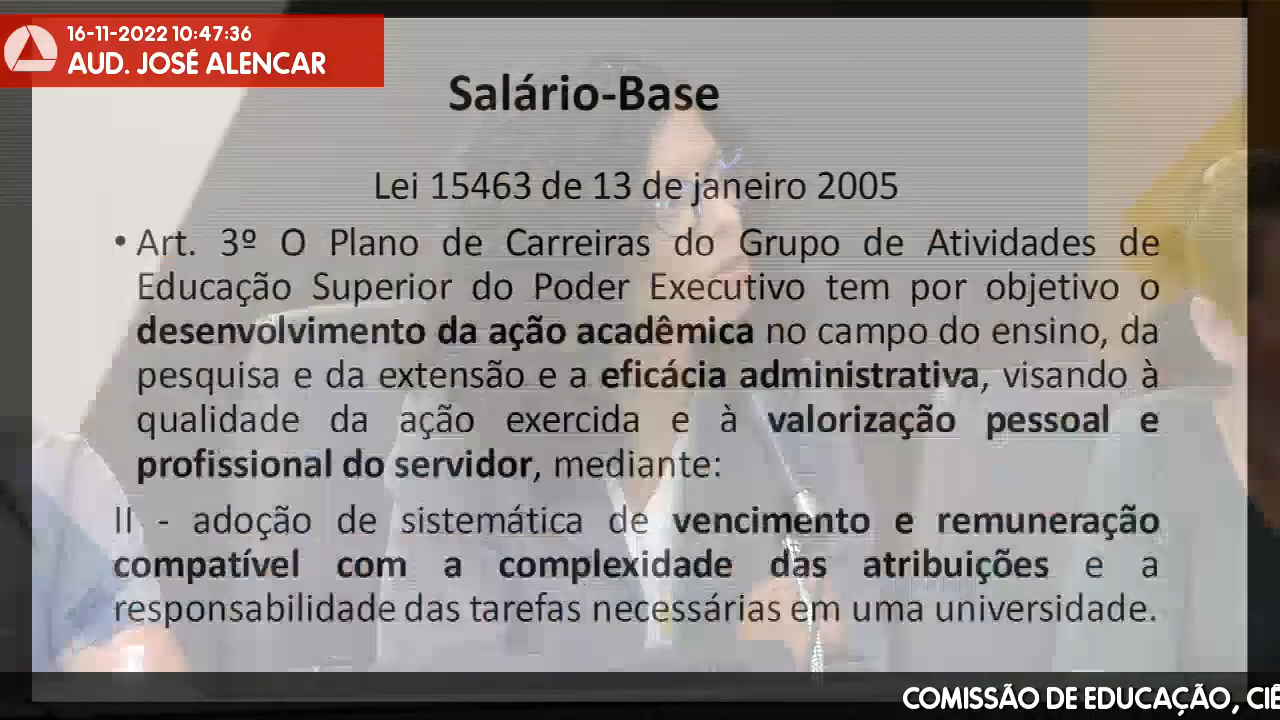 16-11-2022 10:47:36
AUD. JOSÉ ALENCAR
Salário-Base
Lei 15463 de 13 de janeiro 2005
• Art. 3º O Plano de Carreiras do Grupo de Atividades de
Educação Superior do Poder Executivo tem por objetivo o
desenvolvimento da ação acadêmica no campo do ensino, da
pesquisa e da extensão e a eficácia administrativa, visando à
qualidade da ação exercida e à valorização pessoal e
profissional do servidor, mediante:
II - adoção de sistemática de vencimento e remuneração
compatível com a complexidade das atribuições e a
responsabilidade das tarefas necessárias em uma universidade.
COMISSÃO DE EDUCAÇÃO, CIÊ